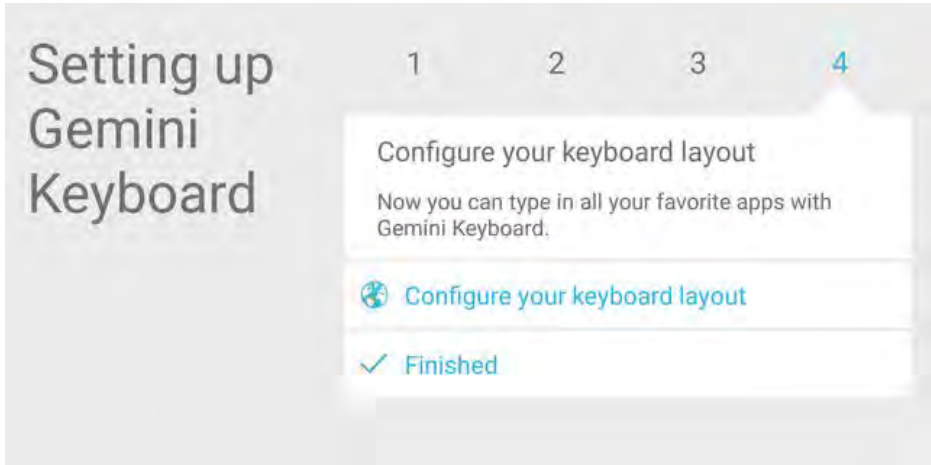 Setting up
Gemini
Keyboard
1 2 3 4
Configure your keyboard layout
Now you can type in all your favorite apps with
Gemini Keyboard.
Configure your keyboard layout
Finished